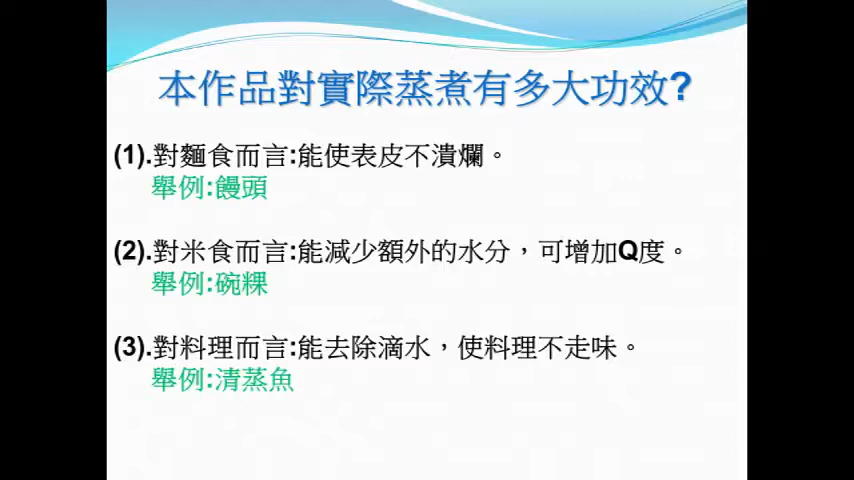 本作品對實際蒸煮有多大功效?
(1).對麵食而言:能使表皮不潰爛。
舉例:饅頭
(2).對米食而言:能減少額外的水分，可增加Q度。
舉例:碗粿
(3).對料理而言:能去除滴水，使料理不走味。
舉例:清蒸魚